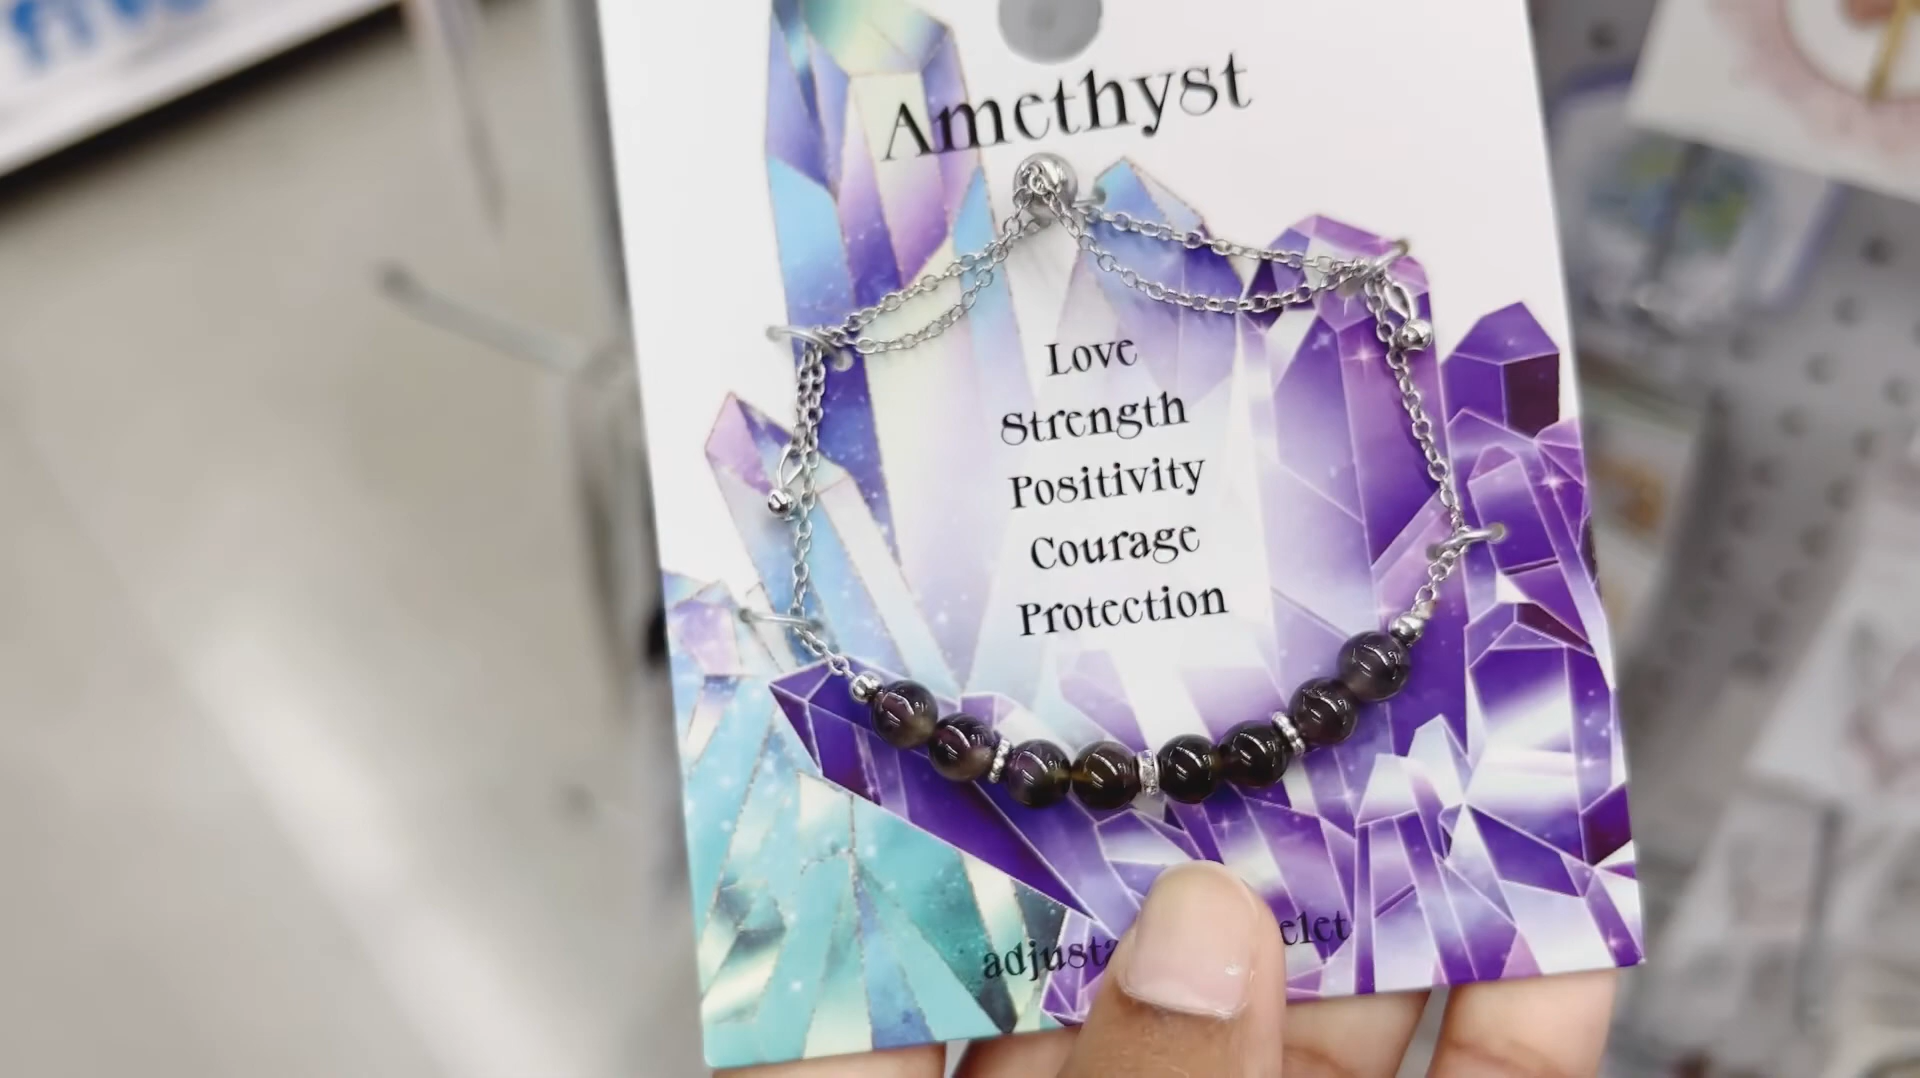 Amethyst
Love
Strength
Positivity
Courage
Protection